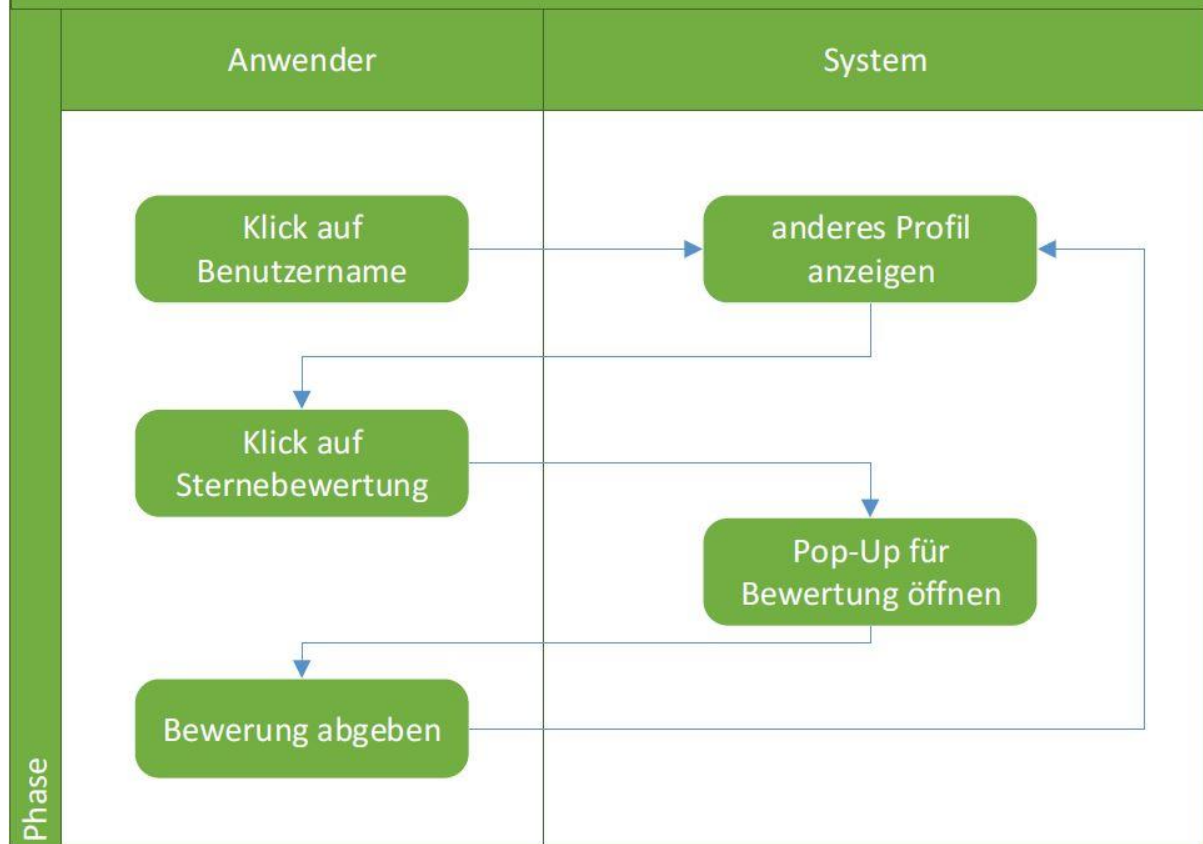 Anwender
System
Klick auf
Benutzername
anderes Profil
anzeigen
Klick auf
Sternebewertung
Pop-Up für
Bewertung öffnen
Bewerung abgeben
Phase